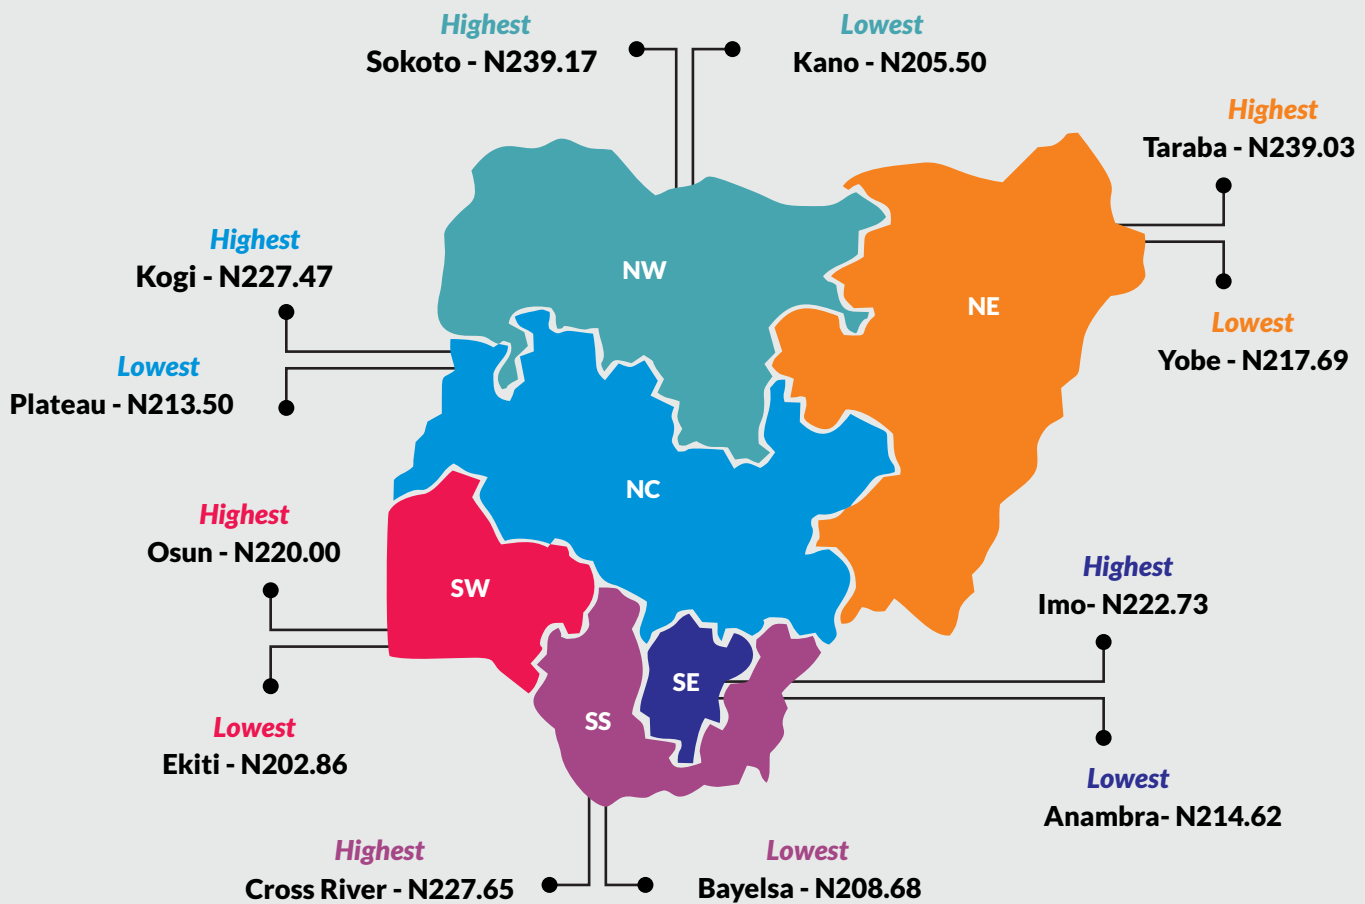 Highest
Sokoto - N239.17
Lowest
Kano - N205.50
Highest
Taraba - N239.03
Lowest
Yobe - N217.69
Highest
Kogi - N227.47
Lowest
Plateau - N213.50
NW
NE
NC
SW
SE
SS
Highest
Osun - N220.00
Lowest
Ekiti - N202.86
Highest
Imo- N222.73
Lowest
Anambra- N214.62
Highest
Cross River - N227.65
Lowest
Bayelsa - N208.68